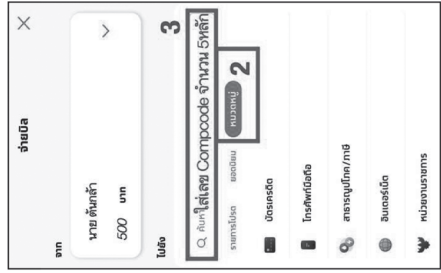 จ่ายบิล
จาก
นาย ต้นกล้า
500 บาท
ไปยัง
3
ค้นหา ใส่เลข Compcode จำนวน 5หลัก
รายการโปรด ยอดนิยม หมวดหมู่ 2
บัตรเครดิต
โทรศัพท์มือถือ
สาธารณูปโภค/ภาษี
อินเตอร์เน็ต
หน่วยงานราชการ